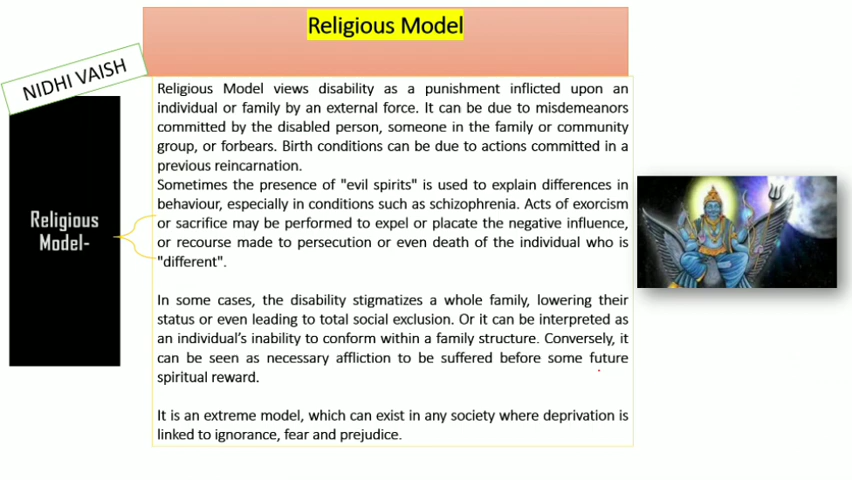 Religious Model
NIDHI VAISH
Religious
Model-
Religious Model views disability as a punishment inflicted upon an
individual or family by an external force. It can be due to misdemeanors
committed by the disabled person, someone in the family or community
group, or forbears. Birth conditions can be due to actions committed in a
previous reincarnation.
Sometimes the presence of "evil spirits" is used to explain differences in
behaviour, especially in conditions such as schizophrenia. Acts of exorcism
or sacrifice may be performed to expel or placate the negative influence,
or recourse made to persecution or even death of the individual who is
"different".
In some cases, the disability stigmatizes a whole family, lowering their
status or even leading to total social exclusion. Or it can be interpreted as
an individual's inability to conform within a family structure. Conversely, it
can be seen as necessary affliction to be suffered before some future
spiritual reward.
It is an extreme model, which can exist in any society where deprivation is
linked to ignorance, fear and prejudice.